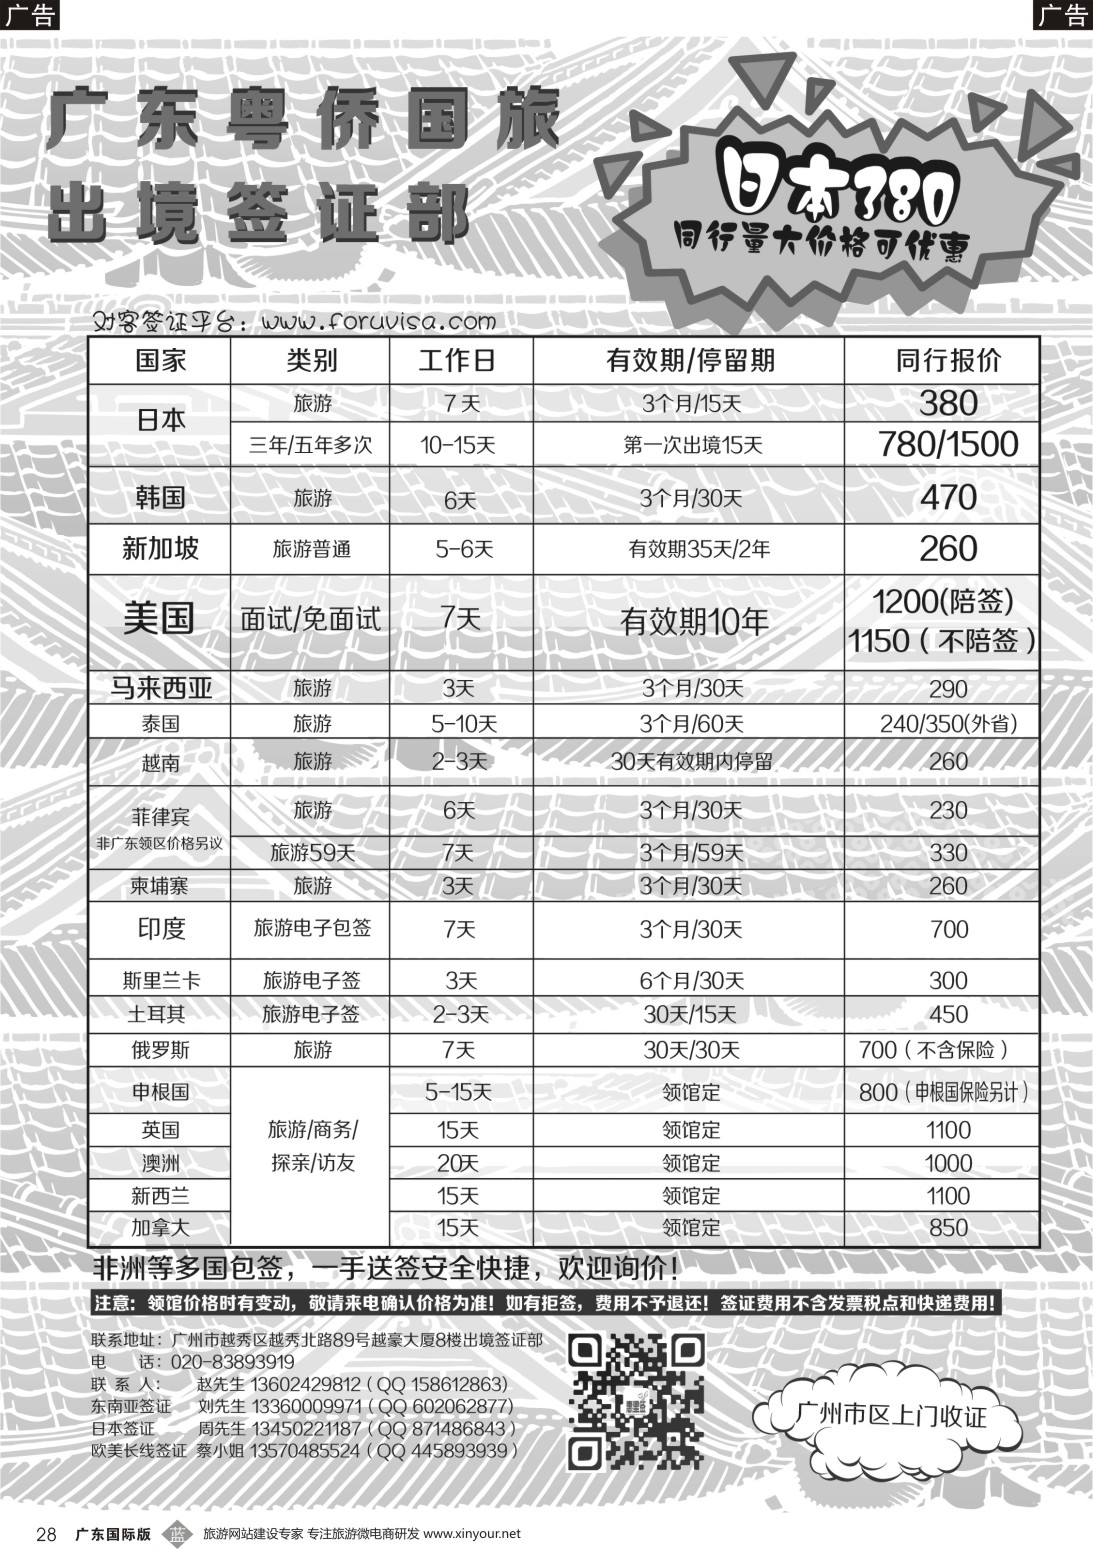 广告 广告
广东粤侨国旅
出境签证部
日本380
同行量大价格可优惠
对客签证平台：www.foruvisa.com
国家 类别 工作日 有效期/停留期 同行报价
日本 旅游 7天 3个月/15天 380
三年/五年多次 10-15天 第一次出境15天 780/1500
韩国 旅游 6天 3个月/30天 470
新加坡 旅游普通 5-6天 有效期35天/2年 260
美国 面试/免面试 7天 有效期10年 1200(陪签)
1150（不陪签）
马来西亚 旅游 3天 3个月/30天 290
泰国 旅游 5-10天 3个月/60天 240/350(外省)
越南 旅游 2-3天 30天有效期内停留 260
菲律宾 旅游 6天 3个月/30天 230
非广东领区价格另议 旅游59天 7天 3个月/59天 330
柬埔寨 旅游 3天 3个月/30天 260
印度 旅游电子包签 7天 3个月/30天 700
斯里兰卡 旅游电子签 3天 6个月/30天 300
土耳其 旅游电子签 2-3天 30天/15天 450
俄罗斯 旅游 7天 30天/30天 700（不含保险）
申根国 5-15天 领馆定 800（申根国保险另计）
英国 旅游/商务/ 15天 领馆定 1100
澳洲 探亲/访友 20天 领馆定 1000
新西兰 15天 领馆定 1100
加拿大 15天 领馆定 850
非洲等多国包签，一手送签安全快捷，欢迎询价！
注意：领馆价格时有变动，敬请来电确认价格为准！如有拒签，费用不予退还！签证费用不含发票税点和快递费用！
联系地址：广州市越秀区越秀北路89号越豪大厦8楼出境签证部
电 话：020-83893919
联 系 人： 赵先生 13602429812（QQ 158612863)
东南亚签证 刘先生 13360009971（QQ 602062877)
日本签证 周先生 13450221187（QQ 871486843）
欧美长线签证 蔡小姐 13570485524（QQ 445893939）
广州市区上门收证
28 广东国际版 蓝 旅游网站建设专家 专注旅游微电商研发 www.xinyour.net